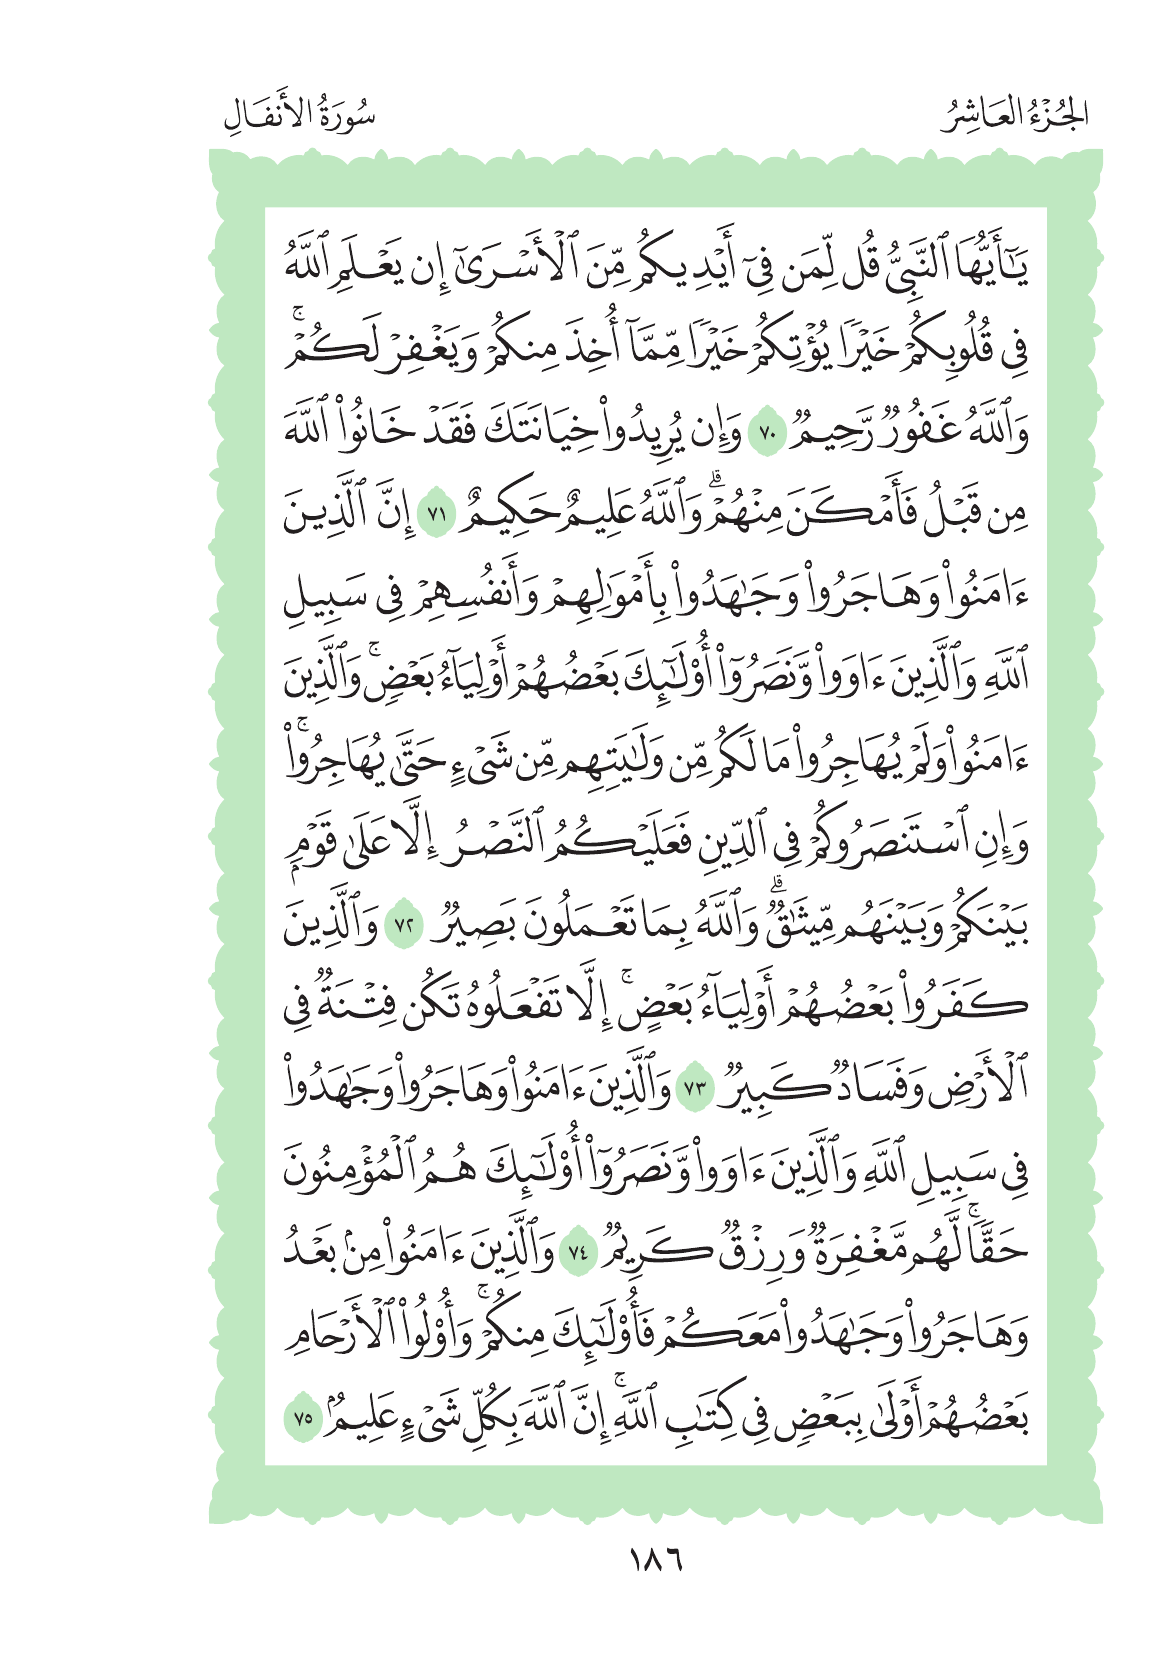 الجُزْءُ العَاشِرُ
سُورَةُ الأَنفَالِ
يَٰٓأَيُّهَا ٱلنَّبِيُّ قُل لِّمَن فِيٓ أَيْدِيكُم مِّنَ ٱلْأَسْرَىٰٓ إِن يَعْلَمِ ٱللَّهُ
فِي قُلُوبِكُمْ خَيْرًا يُؤْتِكُمْ خَيْرًا مِّمَّآ أُخِذَ مِنكُمْ وَيَغْفِرْ لَكُمْۚ
وَٱللَّهُ غَفُورٌ رَّحِيمٌ ٧٠ وَإِن يُرِيدُوا۟ خِيَانَتَكَ فَقَدْ خَانُوا۟ ٱللَّهَ
مِن قَبْلُ فَأَمْكَنَ مِنْهُمْۗ وَٱللَّهُ عَلِيمٌ حَكِيمٌ ٧١ إِنَّ ٱلَّذِينَ
ءَامَنُوا۟ وَهَاجَرُوا۟ وَجَٰهَدُوا۟ بِأَمْوَٰلِهِمْ وَأَنفُسِهِمْ فِي سَبِيلِ
ٱللَّهِ وَٱلَّذِينَ ءَاوَوا۟ وَّنَصَرُوٓا۟ أُو۟لَٰٓئِكَ بَعْضُهُمْ أَوْلِيَآءُ بَعْضٍۚ وَٱلَّذِينَ
ءَامَنُوا۟ وَلَمْ يُهَاجِرُوا۟ مَا لَكُم مِّن وَلَٰيَتِهِم مِّن شَيْءٍ حَتَّىٰ يُهَاجِرُوا۟ۚ
وَإِنِ ٱسْتَنصَرُوكُمْ فِي ٱلدِّينِ فَعَلَيْكُمُ ٱلنَّصْرُ إِلَّا عَلَىٰ قَوْمٍۭ
بَيْنَكُمْ وَبَيْنَهُم مِّيثَٰقٌۗ وَٱللَّهُ بِمَا تَعْمَلُونَ بَصِيرٌ ٧٢ وَٱلَّذِينَ
كَفَرُوا۟ بَعْضُهُمْ أَوْلِيَآءُ بَعْضٍۚ إِلَّا تَفْعَلُوهُ تَكُن فِتْنَةٌ فِي
ٱلْأَرْضِ وَفَسَادٌ كَبِيرٌ ٧٣ وَٱلَّذِينَ ءَامَنُوا۟ وَهَاجَرُوا۟ وَجَٰهَدُوا۟
فِي سَبِيلِ ٱللَّهِ وَٱلَّذِينَ ءَاوَوا۟ وَّنَصَرُوٓا۟ أُو۟لَٰٓئِكَ هُمُ ٱلْمُؤْمِنُونَ
حَقًّاۚ لَّهُم مَّغْفِرَةٌ وَرِزْقٌ كَرِيمٌ ٧٤ وَٱلَّذِينَ ءَامَنُوا۟ مِنۢ بَعْدُ
وَهَاجَرُوا۟ وَجَٰهَدُوا۟ مَعَكُمْ فَأُو۟لَٰٓئِكَ مِنكُمْۚ وَأُو۟لُوا۟ ٱلْأَرْحَامِ
بَعْضُهُمْ أَوْلَىٰ بِبَعْضٍ فِي كِتَٰبِ ٱللَّهِۚ إِنَّ ٱللَّهَ بِكُلِّ شَيْءٍ عَلِيمٌۢ ٧٥
١٨٦